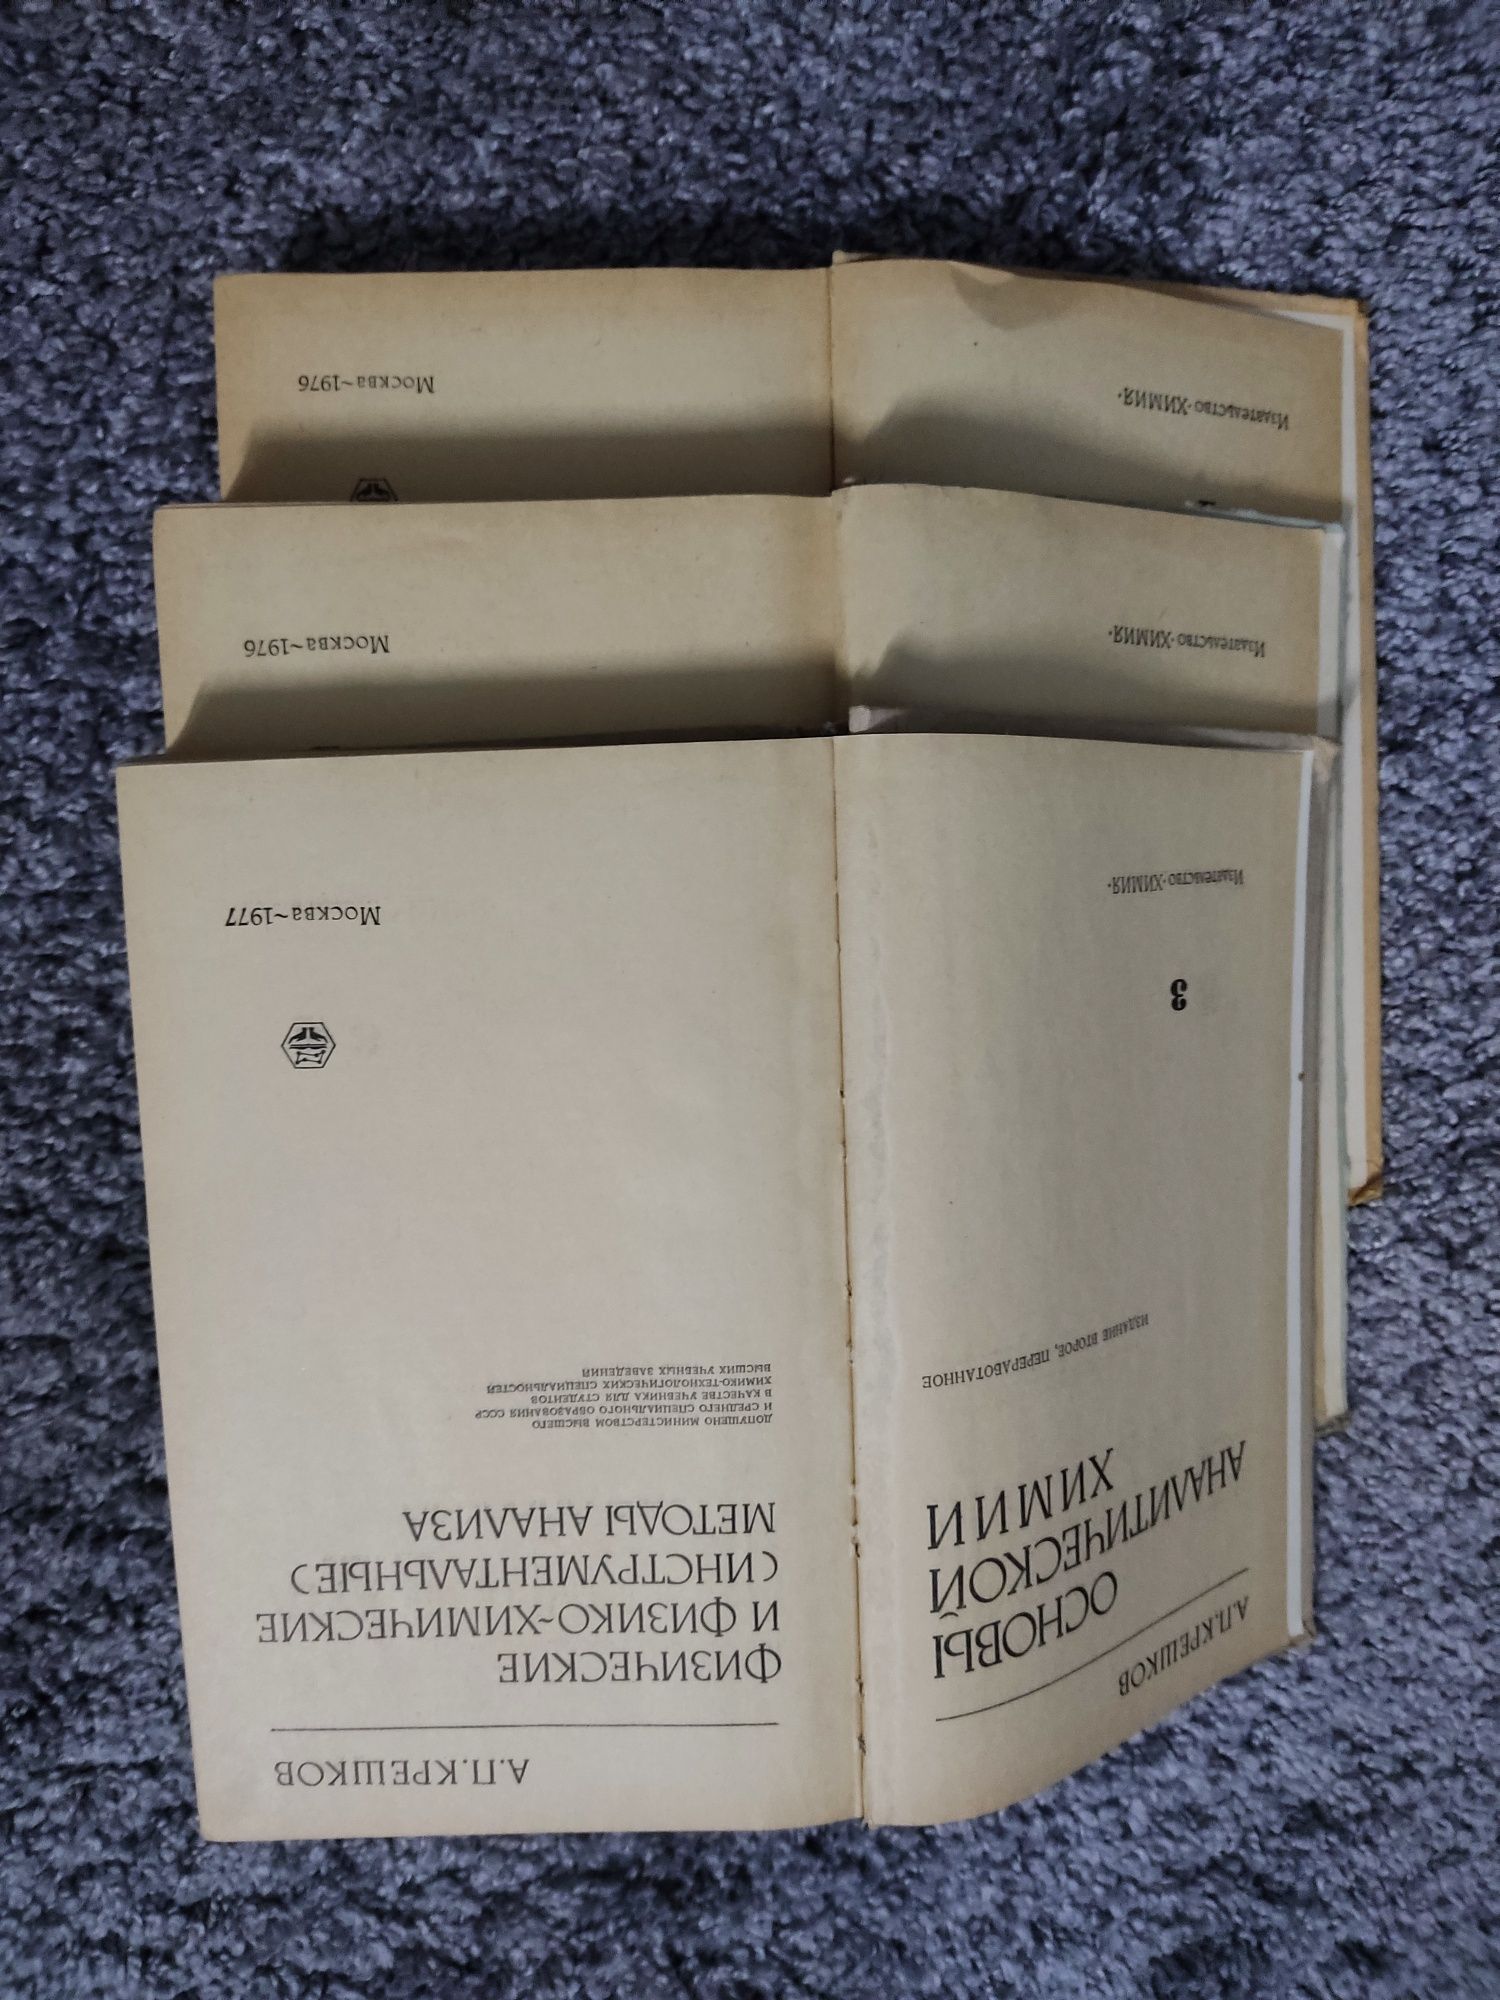 А.П.КРЕШКОВ
ОСНОВЫ
АНАЛИТИЧЕСКОЙ
ХИМИИ
ИЗДАНИЕ ВТОРОЕ, ПЕРЕРАБОТАННОЕ
3
Издательство·ХИМИЯ·
А.П.КРЕШКОВ
ФИЗИЧЕСКИЕ
И ФИЗИКО~ХИМИЧЕСКИЕ
(ИНСТРУМЕНТАЛЬНЫЕ)
МЕТОДЫ АНАЛИЗА
ДОПУЩЕНО МИНИСТЕРСТВОМ ВЫСШЕГО
И СРЕДНЕГО СПЕЦИАЛЬНОГО ОБРАЗОВАНИЯ СССР
В КАЧЕСТВЕ УЧЕБНИКА ДЛЯ СТУДЕНТОВ
ХИМИКО-ТЕХНОЛОГИЧЕСКИХ СПЕЦИАЛЬНОСТЕЙ
ВЫСШИХ УЧЕБНЫХ ЗАВЕДЕНИЙ
Москва~1977
Издательство·ХИМИЯ·
Москва~1976
Издательство·ХИМИЯ·
Москва~1976